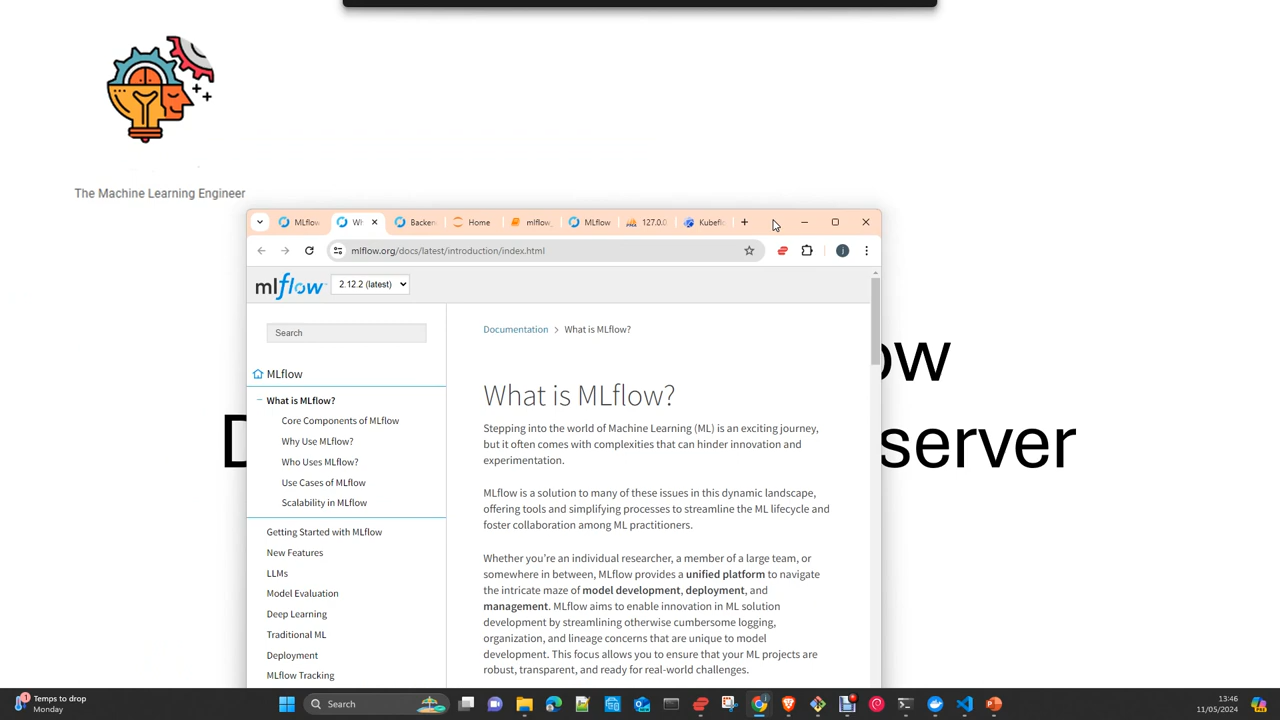 The Machine Learning Engineer
MLflow
Wh
Backen
Home
mlflow_
MLflow
127.0.0
Kubefl
mlflow.org/docs/latest/introduction/index.html
mlflow
2.12.2 (latest)
Search
MLflow
What is MLflow?
Core Components of MLflow
Why Use MLflow?
Who Uses MLflow?
Use Cases of MLflow
Scalability in MLflow
Getting Started with MLflow
New Features
LLMs
Model Evaluation
Deep Learning
Traditional ML
Deployment
MLflow Tracking
Documentation > What is MLflow?
What is MLflow?
Stepping into the world of Machine Learning (ML) is an exciting journey,
but it often comes with complexities that can hinder innovation and
experimentation.
MLflow is a solution to many of these issues in this dynamic landscape,
offering tools and simplifying processes to streamline the ML lifecycle and
foster collaboration among ML practitioners.
Whether you're an individual researcher, a member of a large team, or
somewhere in between, MLflow provides a unified platform to navigate
the intricate maze of model development, deployment, and
management. MLflow aims to enable innovation in ML solution
development by streamlining otherwise cumbersome logging,
organization, and lineage concerns that are unique to model
development. This focus allows you to ensure that your ML projects are
robust, transparent, and ready for real-world challenges.
ow
D server
1
Temps to drop
Monday
Search
13:46
11/05/2024